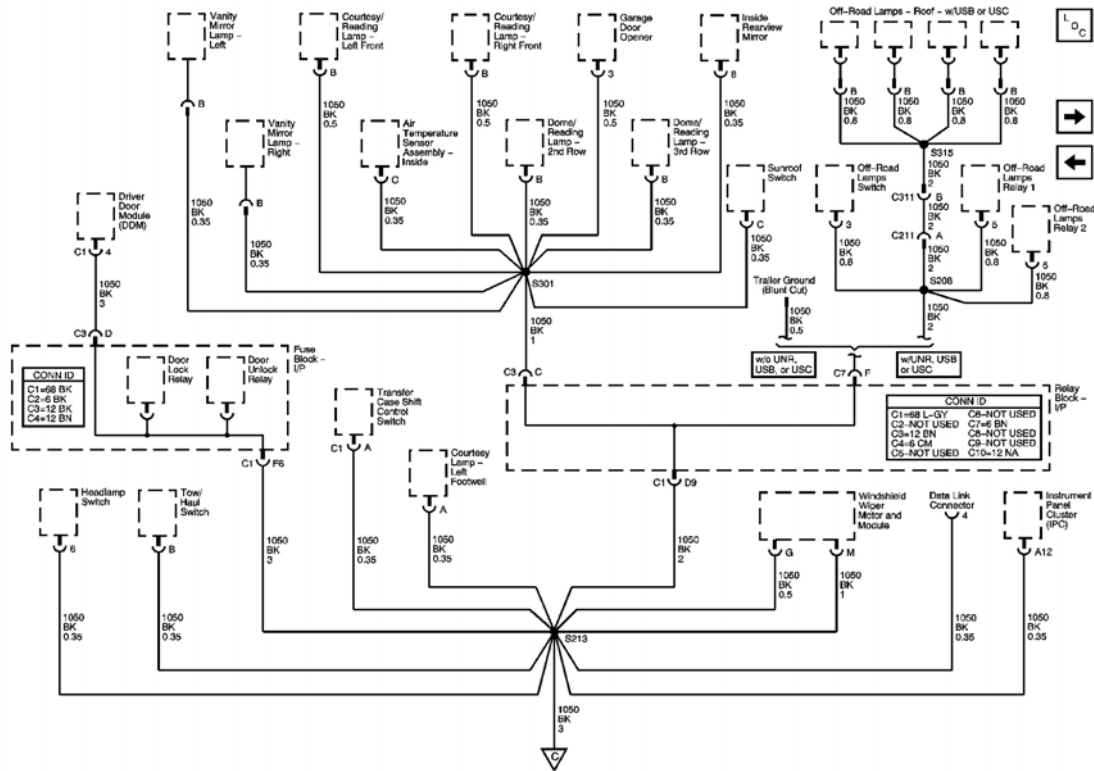 Vanity
Mirror
Lamp –
Left
Courtesy/
Reading
Lamp –
Left Front
Courtesy/
Reading
Lamp –
Right Front
Garage
Door
Opener
Inside
Rearview
Mirror
Off–Road Lamps – Roof – w/USB or USC
L
O
C
B
B
3
8
B
B
B
B
1050
BK
0.5
1050
BK
0.5
1050
BK
0.5
1050
BK
0.35
1050
BK
0.8
1050
BK
0.8
1050
BK
0.8
1050
BK
0.8
B
Vanity
Mirror
Lamp –
Right
Air
Temperature
Sensor
Assembly –
Inside
Dome/
Reading
Lamp –
2nd Row
Dome/
Reading
Lamp –
3rd Row
S315
Sunroof
Switch
Off–Road
Lamps
Switch
1050
BK
2
Off–Road
Lamps
Relay 1
Off–Road
Lamps
Relay 2
C
B
B
C311
B
1050
BK
2
Driver
Door
Module
(DDM)
1050
BK
0.35
B
1050
BK
0.35
1050
BK
0.35
1050
BK
0.35
1050
BK
0.35
C
3
C211
A
5
C1
4
1050
BK
0.35
1050
BK
0.8
1050
BK
2
1050
BK
0.8
5
1050
BK
0.8
1050
BK
3
S301
Trailer Ground
(Blunt Cut)
S208
1050
BK
1
1050
BK
0.5
1050
BK
2
C3
D
Fuse
Block –
I/P
w/o UNR,
USB,
or USC
w/UNR, USB
or USC
CONN ID
C1=68 BK
C2=6 BK
C3=12 BK
C4=12 BN
Door
Lock
Relay
Door
Unlock
Relay
C3
C
C7
F
Transfer
Case Shift
Control
Switch
Relay
Block –
I/P
CONN ID
C1=68 L–GY
C2–NOT USED
C3=12 BN
C4=6 CM
C5–NOT USED
C6–NOT USED
C7=6 BN
C8–NOT USED
C9–NOT USED
C10=12 NA
C1
F6
C1
A
Courtesy
Lamp –
Left
Footwell
C1
D9
Headlamp
Switch
Tow/
Haul
Switch
Windshield
Wiper
Motor and
Module
Data Link
Connector
4
Instrument
Panel
Cluster
(IPC)
A
6
B
1050
BK
3
1050
BK
0.35
1050
BK
0.35
1050
BK
2
G
M
A12
1050
BK
0.5
1050
BK
1
1050
BK
0.35
1050
BK
0.35
1050
BK
0.35
1050
BK
0.35
S213
1050
BK
3
C